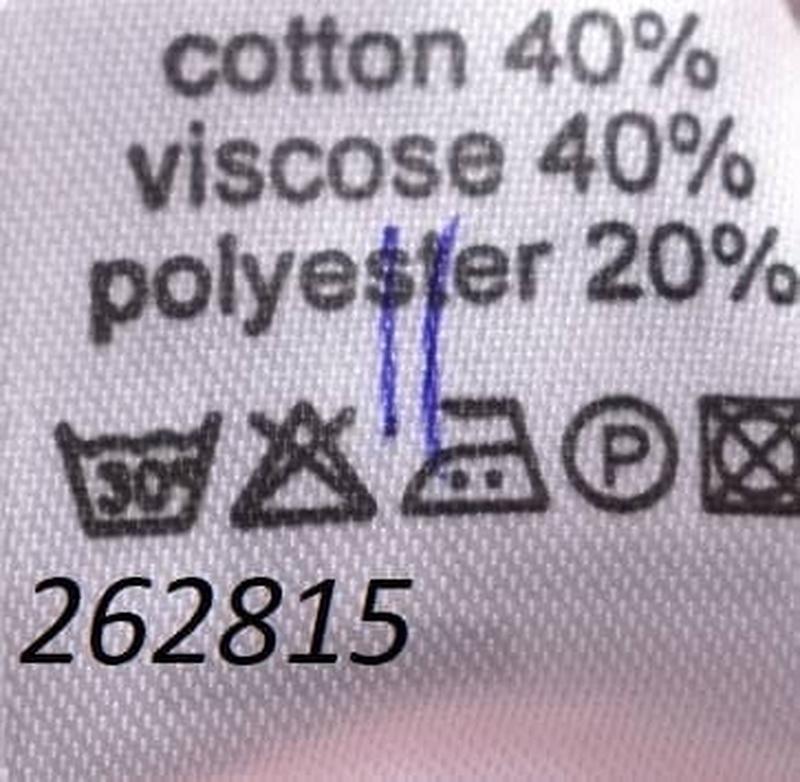 cotton 40%
viscose 40%
polyester 20%
30° P
262815